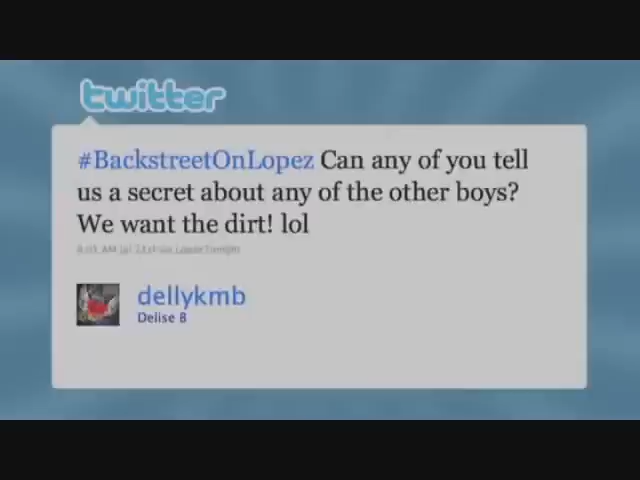 twitter
#BackstreetOnLopez Can any of you tell
us a secret about any of the other boys?
We want the dirt! lol
dellykmb
Delise B